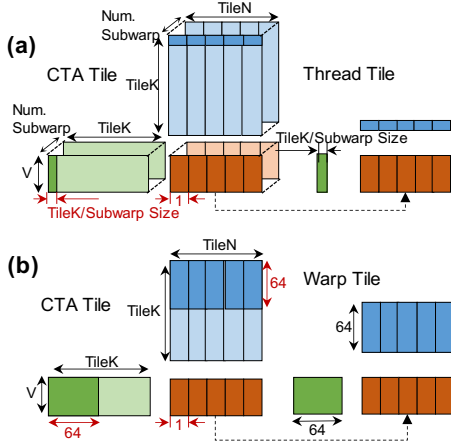 (a)
Num.
Subwarp
TileN
CTA Tile
TileK
Thread Tile
Num.
Subwarp
TileK
TileK/Subwarp Size
V
TileK/Subwarp Size
1
(b)
TileN
CTA Tile
TileK
64
Warp Tile
64
TileK
V
64
1
64